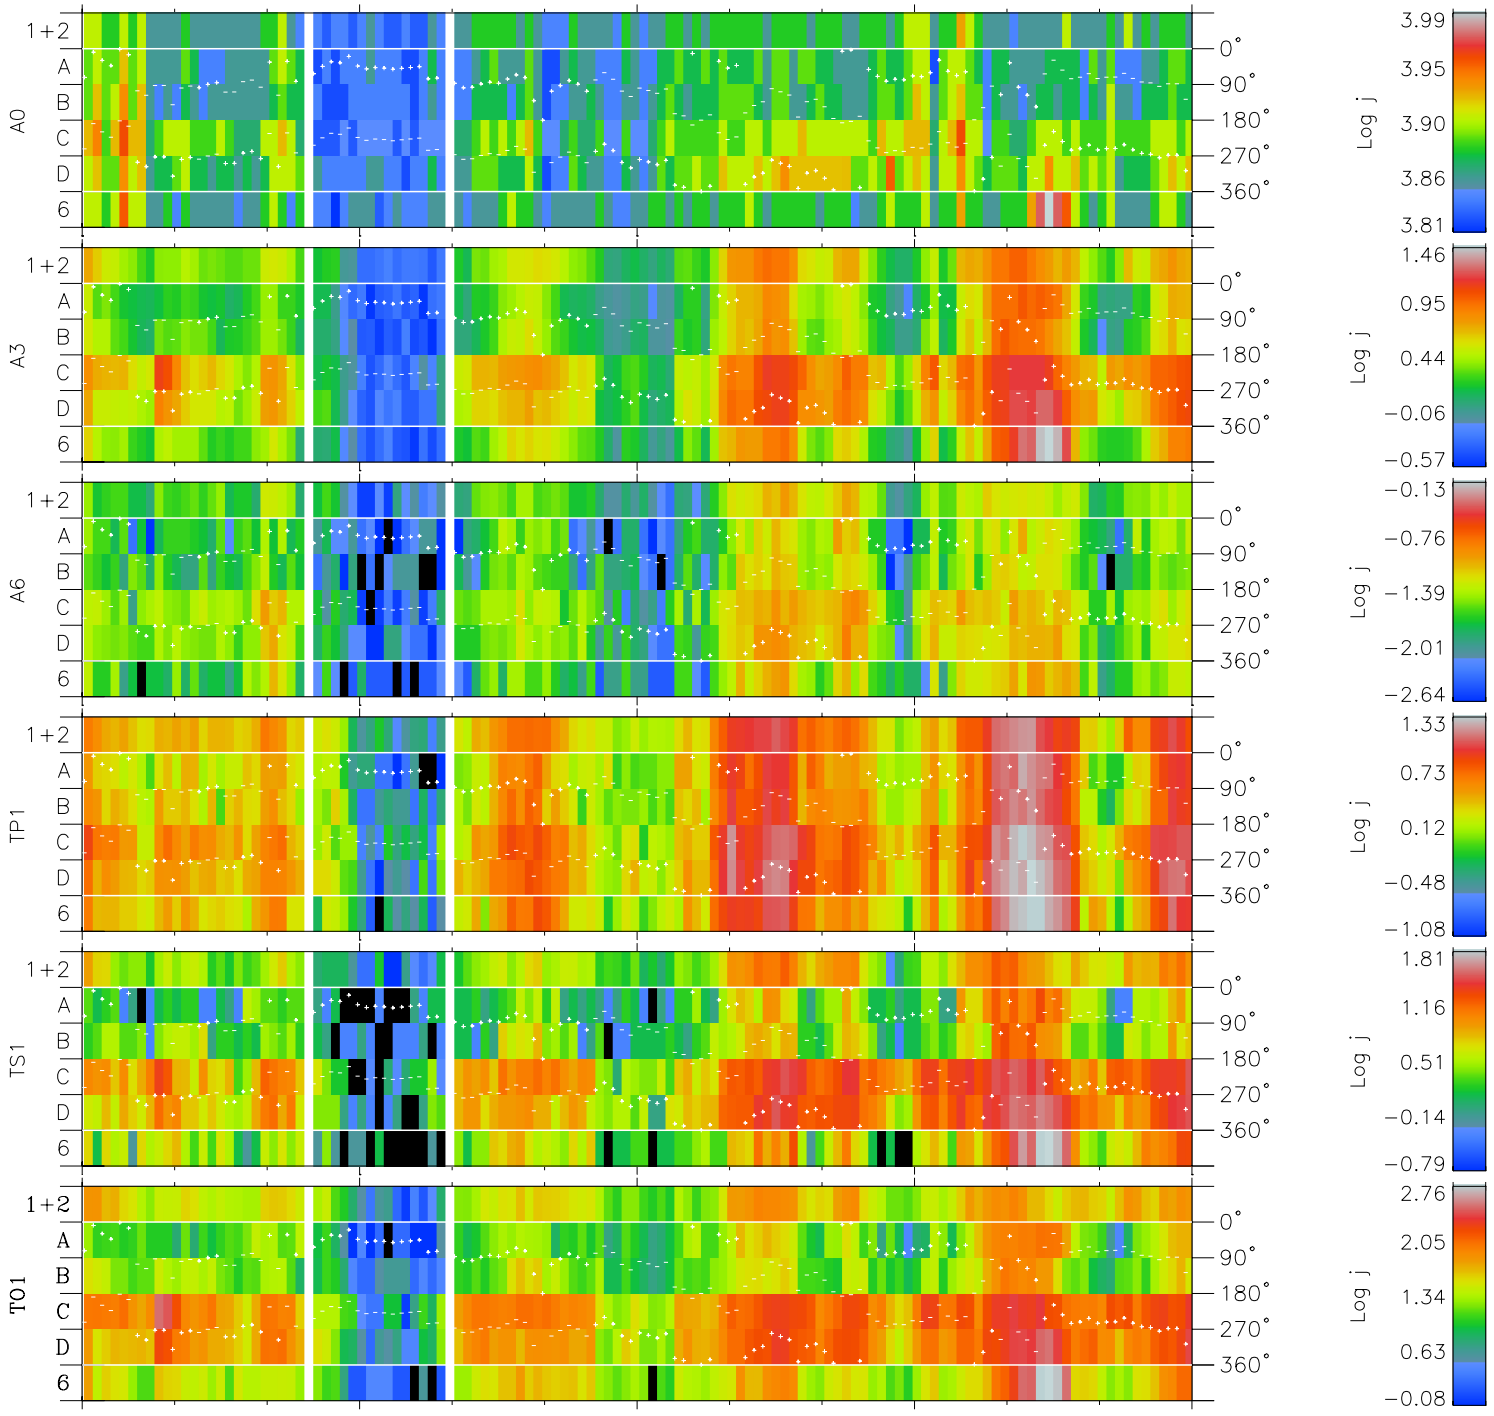 A0
1+2
A
B
C
D
6
0°
90°
180°
270°
360°
Log j
3.99
3.95
3.90
3.86
3.81
A3
1+2
A
B
C
D
6
0°
90°
180°
270°
360°
Log j
1.46
0.95
0.44
-0.06
-0.57
A6
1+2
A
B
C
D
6
0°
90°
180°
270°
360°
Log j
-0.13
-0.76
-1.39
-2.01
-2.64
TP1
1+2
A
B
C
D
6
0°
90°
180°
270°
360°
Log j
1.33
0.73
0.12
-0.48
-1.08
TS1
1+2
A
B
C
D
6
0°
90°
180°
270°
360°
Log j
1.81
1.16
0.51
-0.14
-0.79
TO1
1+2
A
B
C
D
6
0°
90°
180°
270°
360°
Log j
2.76
2.05
1.34
0.63
-0.08